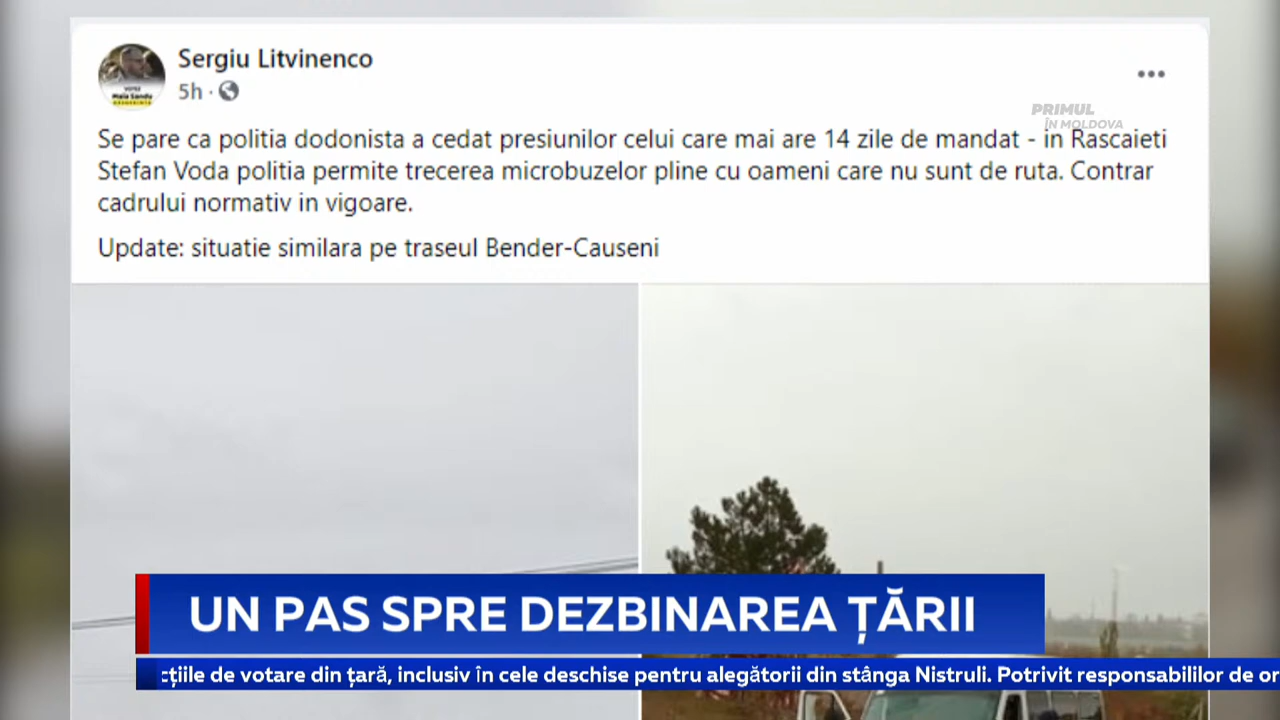 Sergiu Litvinenco
5h
PRIMUL
ÎN MOLDOVA
Se pare ca politia dodonista a cedat presiunilor celui care mai are 14 zile de mandat - in Rascaieti
Stefan Voda politia permite trecerea microbuzelor pline cu oameni care nu sunt de ruta. Contrar
cadrului normativ in vigoare.
Update: situatie similara pe traseul Bender-Causeni
UN PAS SPRE DEZBINAREA ȚĂRII
cțiile de votare din țară, inclusiv în cele deschise pentru alegătorii din stânga Nistruli. Potrivit responsabililor de or